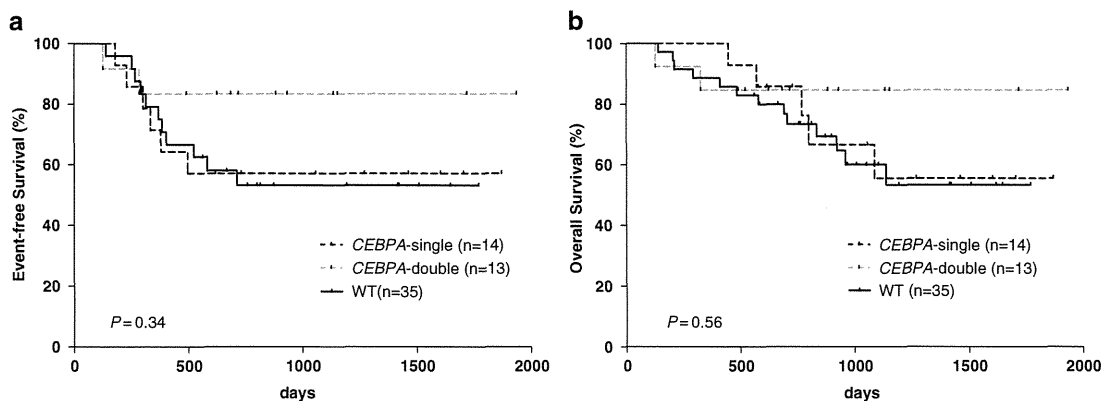 a
100
80
60
40
20
0
Event-free Survival (%)
CEBPA-single (n=14)
CEBPA-double (n=13)
WT(n=35)
P=0.34
0 500 1000 1500 2000
days
b
100
80
60
40
20
0
Overall Survival (%)
CEBPA-single (n=14)
CEBPA-double (n=13)
WT (n=35)
P=0.56
0 500 1000 1500 2000
days